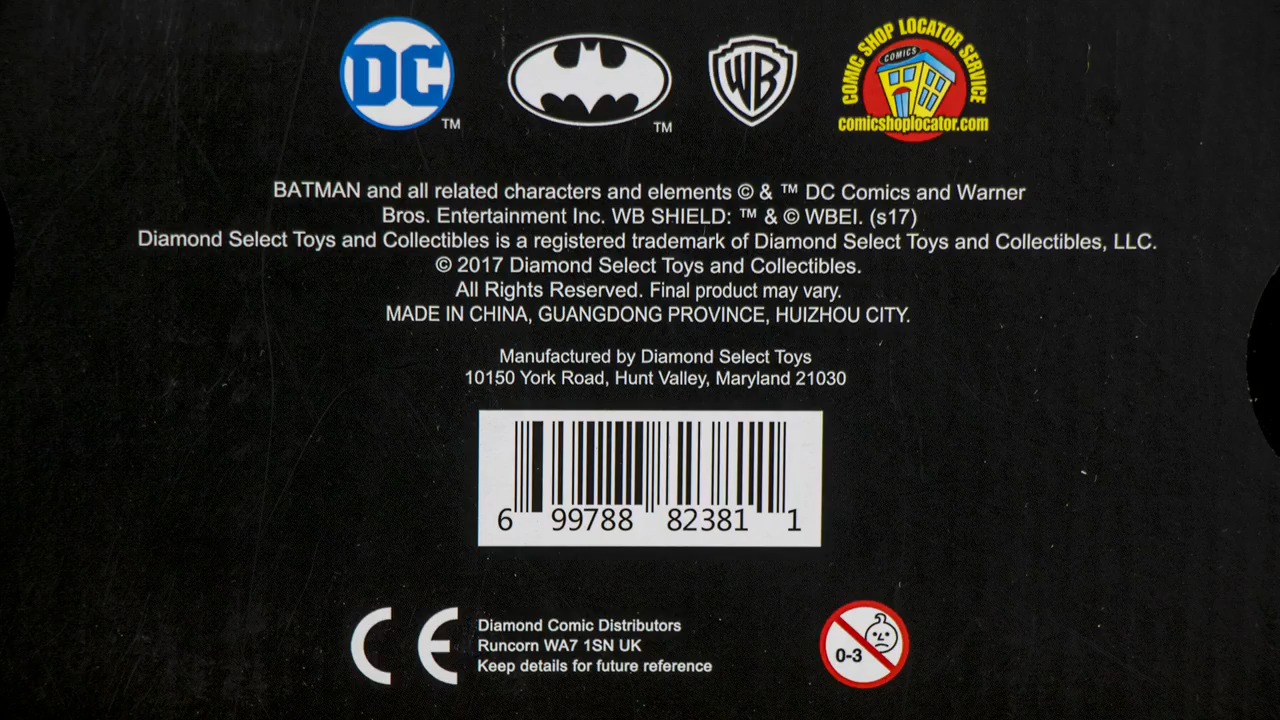 DC
TM
TM
WB
COMIC SHOP LOCATOR SERVICE
COMICS
comicshoplocator.com
BATMAN and all related characters and elements © & ™ DC Comics and Warner
Bros. Entertainment Inc. WB SHIELD: ™ & © WBEI. (s17)
Diamond Select Toys and Collectibles is a registered trademark of Diamond Select Toys and Collectibles, LLC.
© 2017 Diamond Select Toys and Collectibles.
All Rights Reserved. Final product may vary.
MADE IN CHINA, GUANGDONG PROVINCE, HUIZHOU CITY.
Manufactured by Diamond Select Toys
10150 York Road, Hunt Valley, Maryland 21030
6 99788 82381 1
CE
Diamond Comic Distributors
Runcorn WA7 1SN UK
Keep details for future reference
0-3